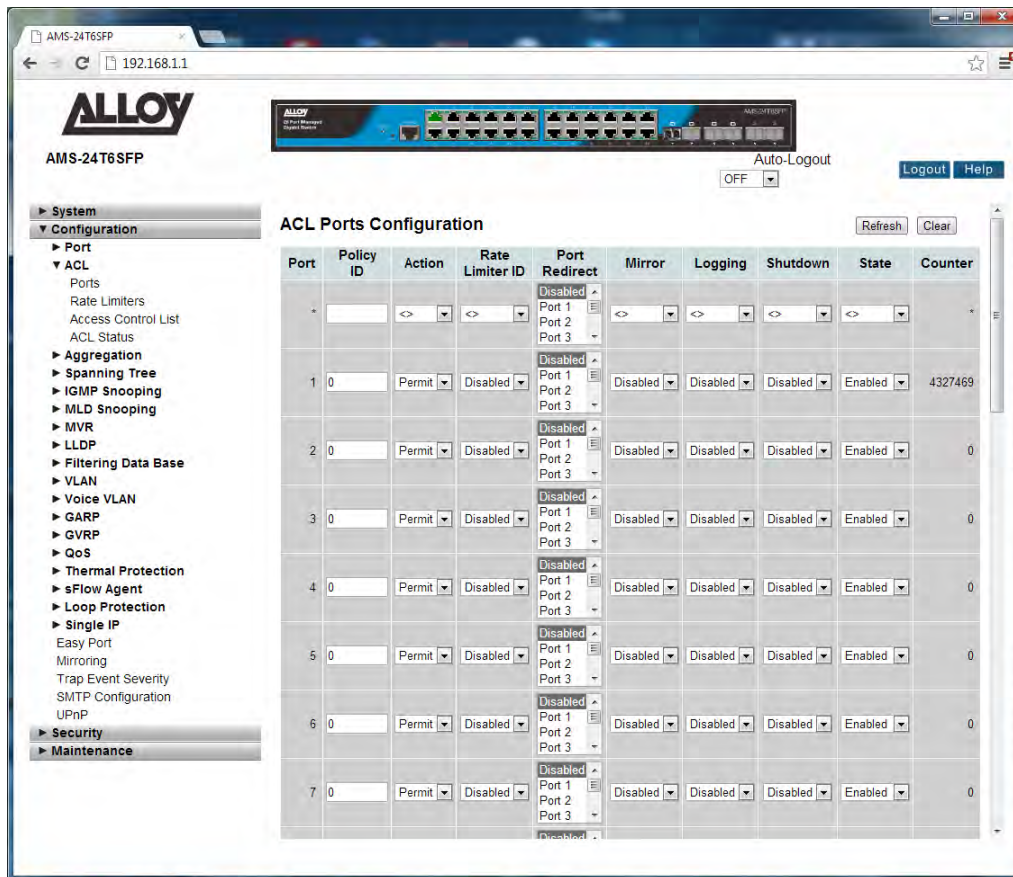 AMS-24T6SFP
192.168.1.1
ALLOY
ALLOY
AMS-24T6SFP
AMS-24T6SFP
Auto-Logout
OFF
Logout Help
► System
▼ Configuration
► Port
▼ ACL
Ports
Rate Limiters
Access Control List
ACL Status
► Aggregation
► Spanning Tree
► IGMP Snooping
► MLD Snooping
► MVR
► LLDP
► Filtering Data Base
► VLAN
► Voice VLAN
► GARP
► GVRP
► QoS
► Thermal Protection
► sFlow Agent
► Loop Protection
► Single IP
Easy Port
Mirroring
Trap Event Severity
SMTP Configuration
UPnP
► Security
► Maintenance
ACL Ports Configuration
Refresh Clear
Port Policy ID Action Rate Limiter ID Port Redirect Mirror Logging Shutdown State Counter
* <> <> Disabled Port 1 Port 2 Port 3 <> <> <> <> *
1 0 Permit Disabled Disabled Port 1 Port 2 Port 3 Disabled Disabled Disabled Enabled 4327469
2 0 Permit Disabled Disabled Port 1 Port 2 Port 3 Disabled Disabled Disabled Enabled 0
3 0 Permit Disabled Disabled Port 1 Port 2 Port 3 Disabled Disabled Disabled Enabled 0
4 0 Permit Disabled Disabled Port 1 Port 2 Port 3 Disabled Disabled Disabled Enabled 0
5 0 Permit Disabled Disabled Port 1 Port 2 Port 3 Disabled Disabled Disabled Enabled 0
6 0 Permit Disabled Disabled Port 1 Port 2 Port 3 Disabled Disabled Disabled Enabled 0
7 0 Permit Disabled Disabled Port 1 Port 2 Port 3 Disabled Disabled Disabled Enabled 0
Disabled